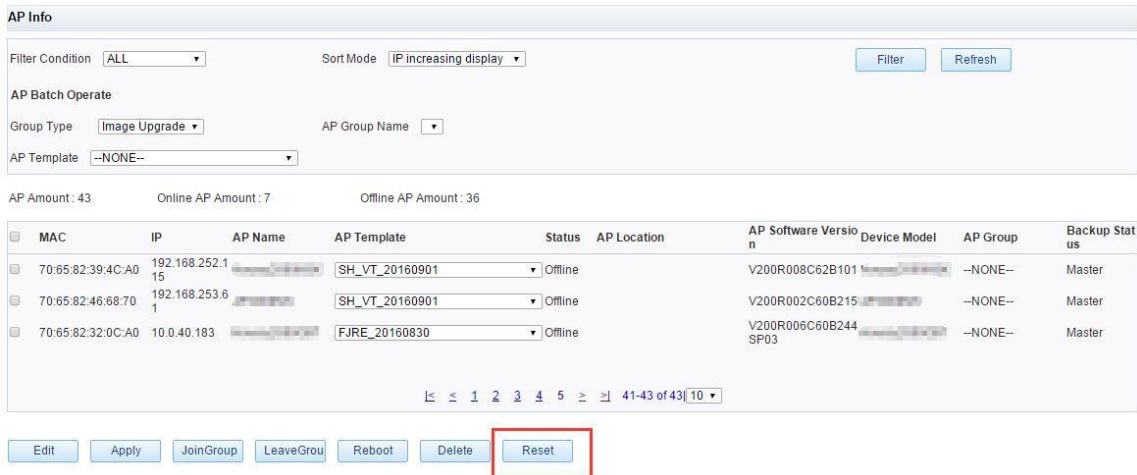 AP Info
Filter Condition ALL Sort Mode IP increasing display Filter Refresh
AP Batch Operate
Group Type Image Upgrade AP Group Name
AP Template --NONE--
AP Amount : 43 Online AP Amount : 7 Offline AP Amount : 36
MAC IP AP Name AP Template Status AP Location AP Software Versio Device Model AP Group Backup Stat
n us
70:65:82:39:4C:A0 192.168.252.1 SH_VT_20160901 Offline V200R008C62B101 --NONE-- Master
15
70:65:82:46:68:70 192.168.253.6 SH_VT_20160901 Offline V200R002C60B215 --NONE-- Master
1
70:65:82:32:0C:A0 10.0.40.183 FJRE_20160830 Offline V200R006C60B244 --NONE-- Master
SP03
|< < 1 2 3 4 5 > >| 41-43 of 43| 10
Edit Apply JoinGroup LeaveGrou Reboot Delete Reset